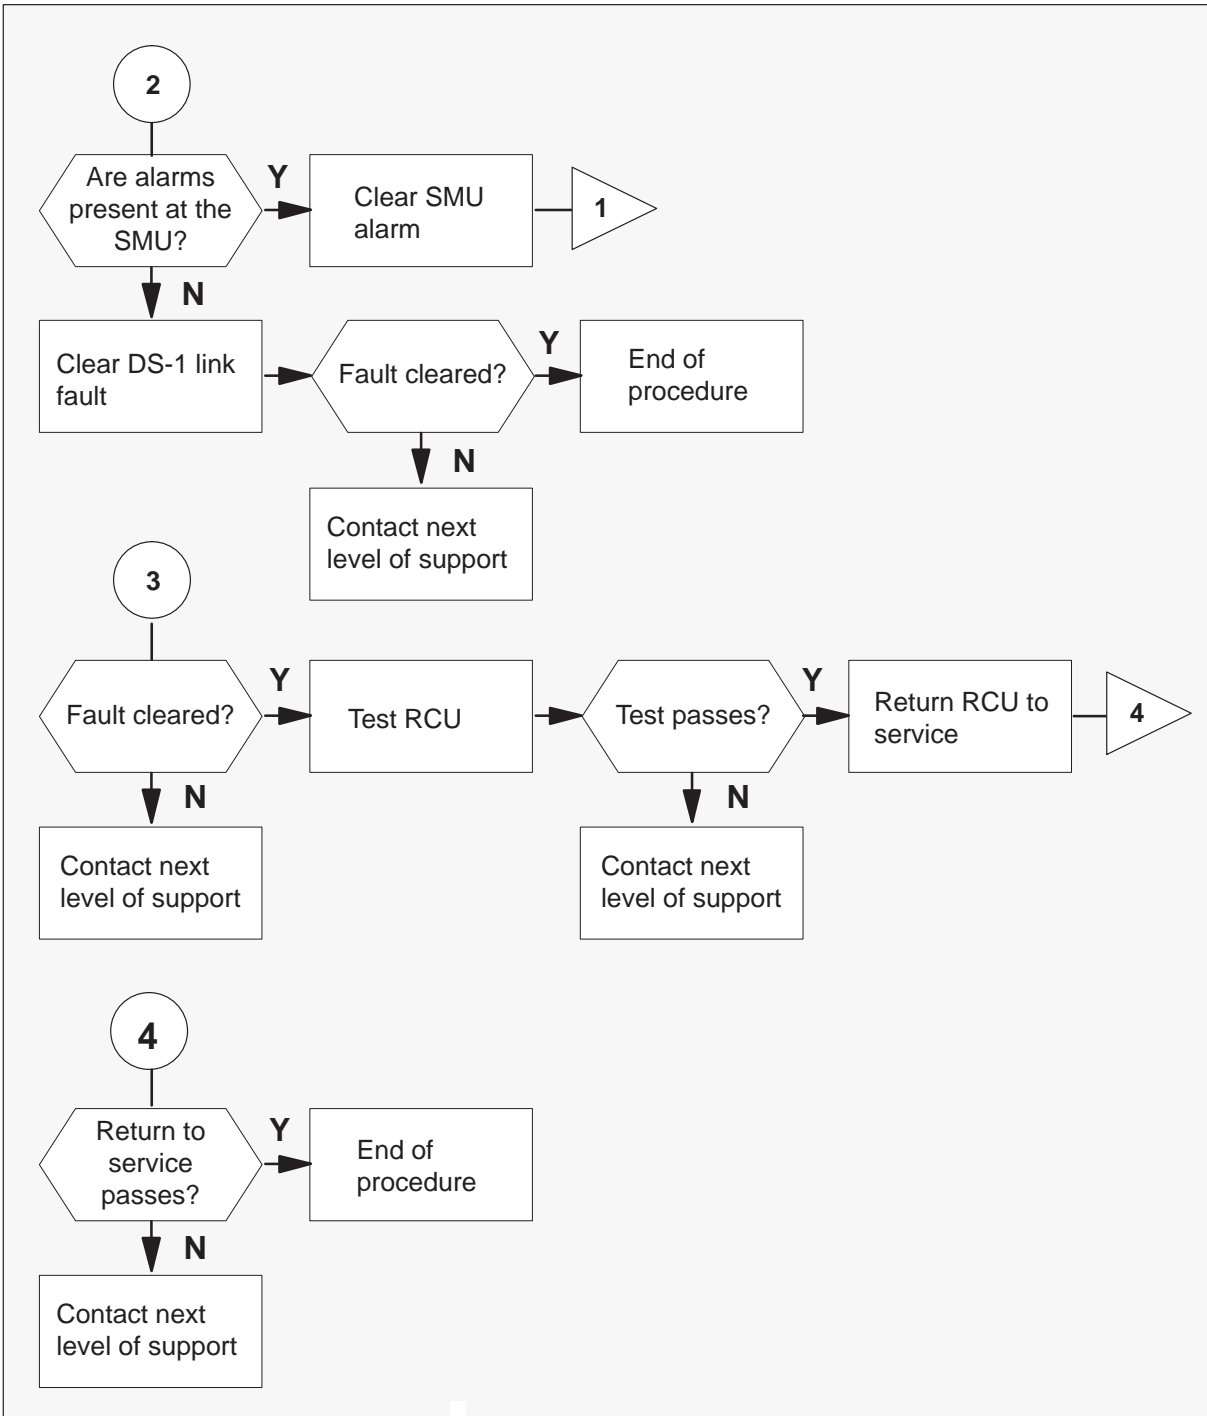 2
Are alarms
present at the
SMU?
Y
Clear SMU
alarm
1
N
Clear DS-1 link
fault
Fault cleared?
Y
End of
procedure
N
Contact next
level of support
3
Fault cleared?
Y
Test RCU
Test passes?
Y
Return RCU to
service
4
N
Contact next
level of support
N
Contact next
level of support
4
Return to
service
passes?
Y
End of
procedure
N
Contact next
level of support